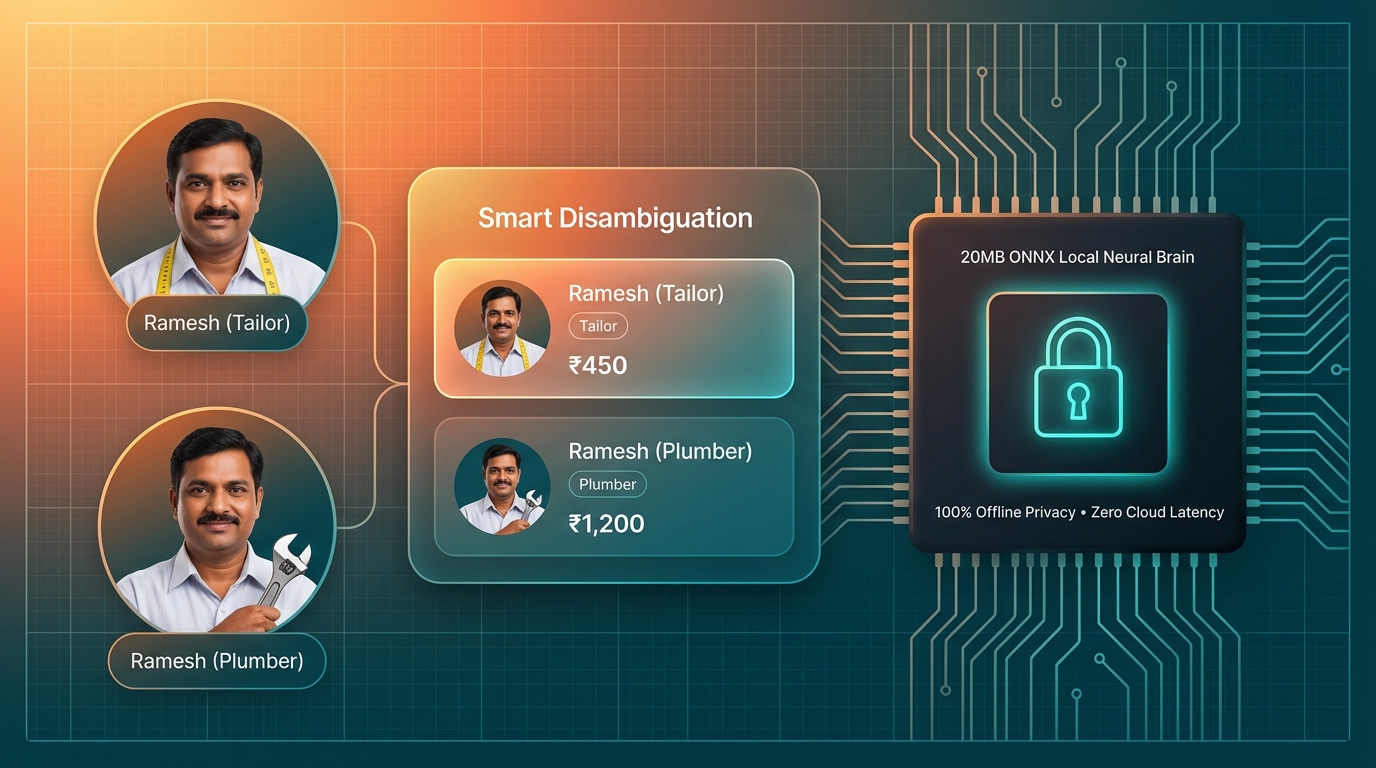 Ramesh (Tailor)
Ramesh (Plumber)
Smart Disambiguation
Ramesh (Tailor)
Tailor
₹450
Ramesh (Plumber)
Plumber
₹1,200
20MB ONNX Local Neural Brain
100% Offline Privacy • Zero Cloud Latency